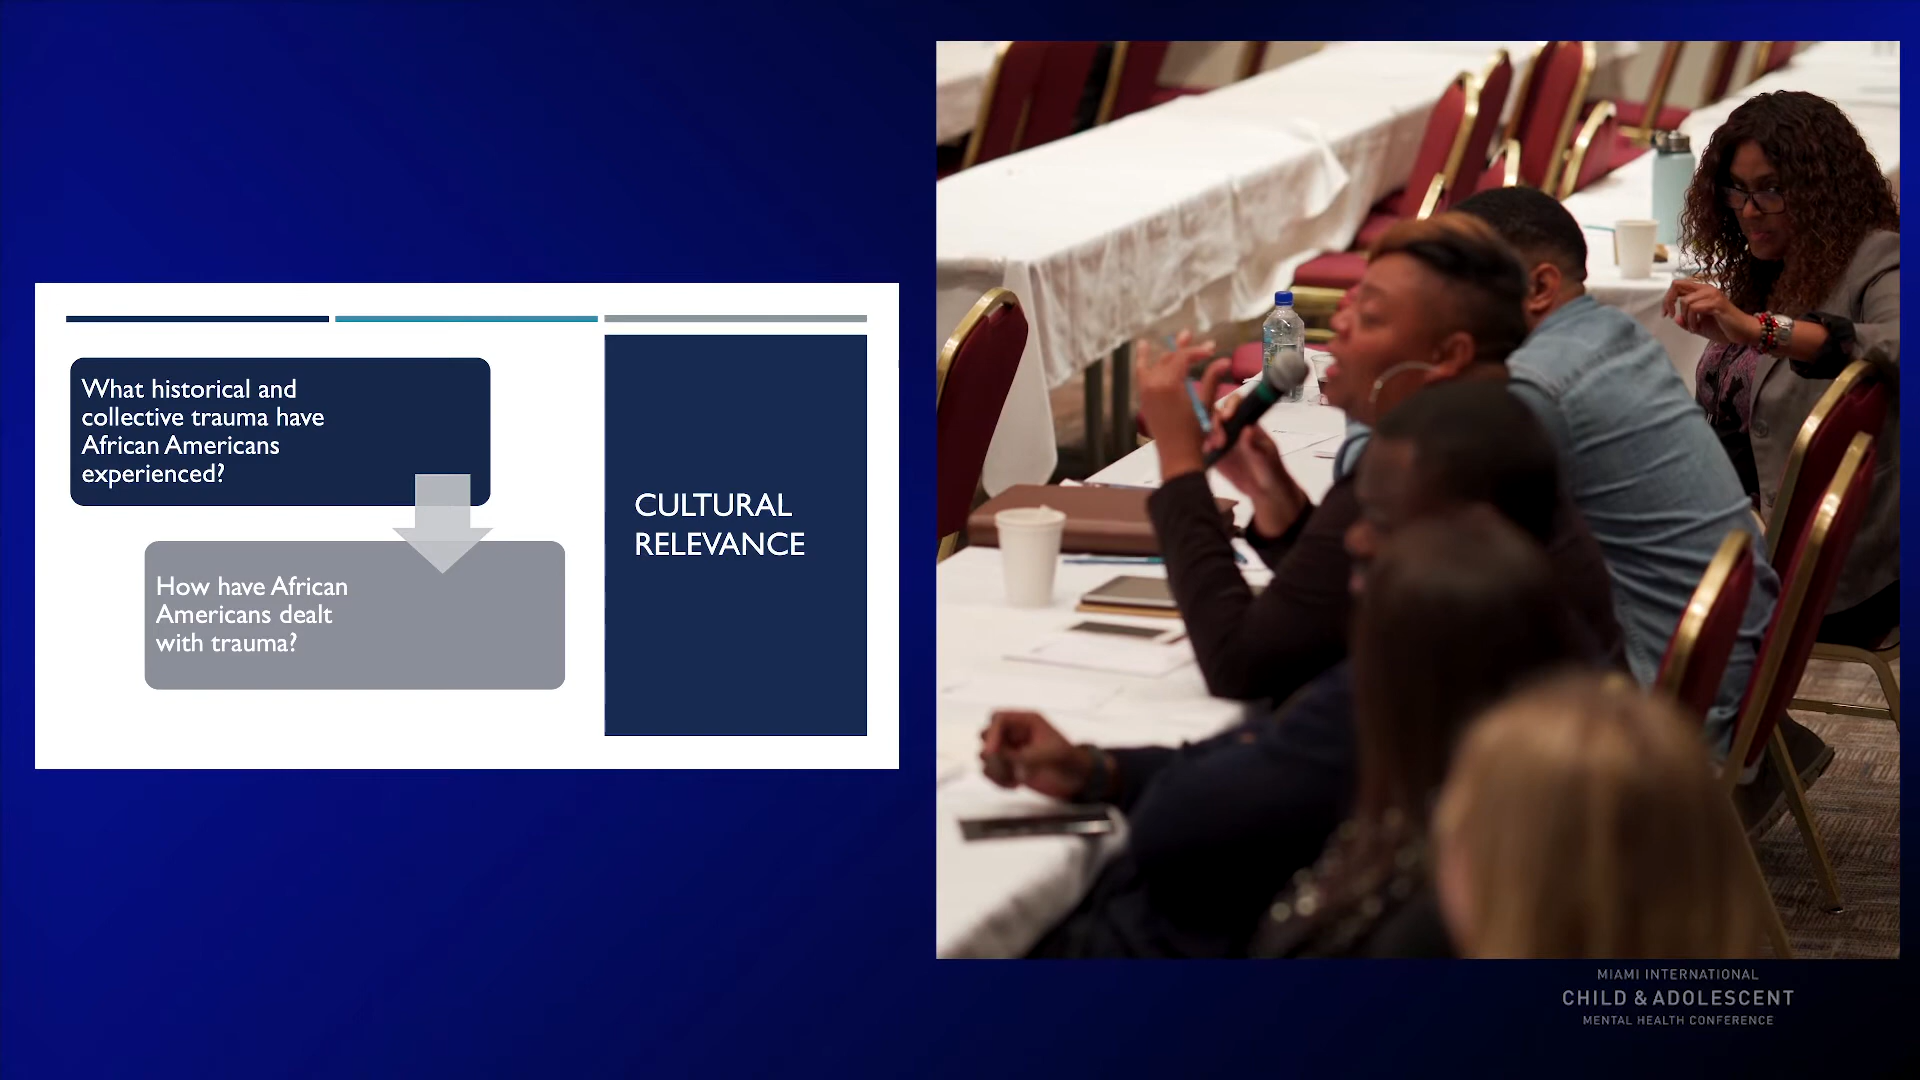 What historical and
collective trauma have
African Americans
experienced?
How have African
Americans dealt
with trauma?
CULTURAL
RELEVANCE
MIAMI INTERNATIONAL
CHILD & ADOLESCENT
MENTAL HEALTH CONFERENCE